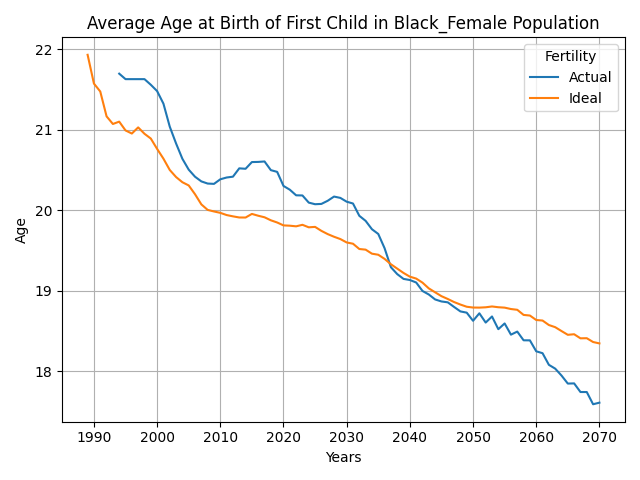 Average Age at Birth of First Child in Black_Female Population
Fertility
Actual
Ideal
Age
22
21
20
19
18
1990 2000 2010 2020 2030 2040 2050 2060 2070
Years